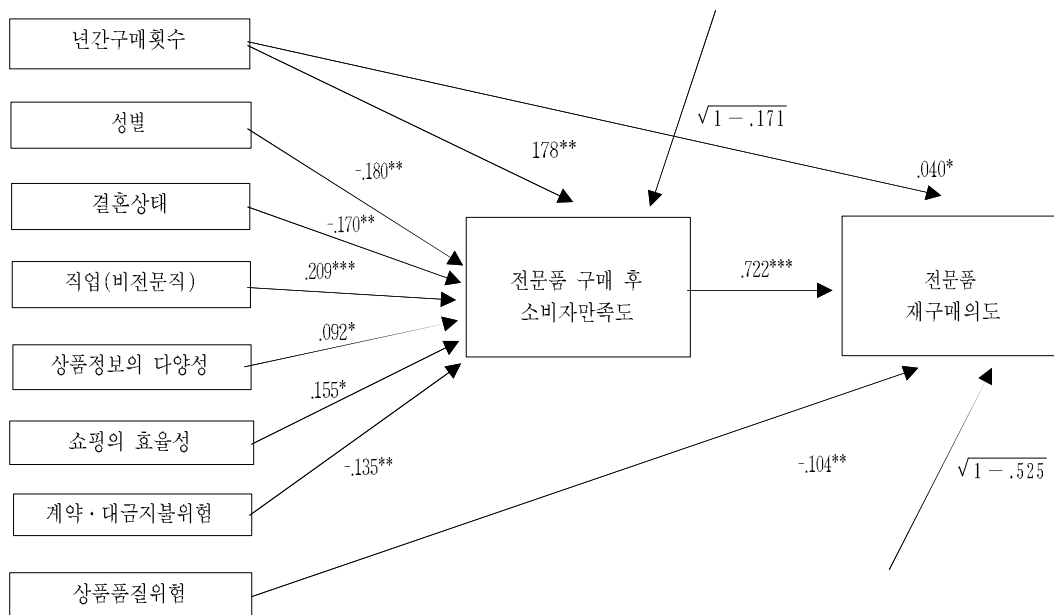 년간구매횟수
성별
결혼상태
직업(비전문직)
상품정보의 다양성
쇼핑의 효율성
계약·대금지불위험
상품품질위험
178**
-.180**
-.170**
.209***
.092*
.155*
-.135**
√1-.171
.040*
전문품 구매 후
소비자만족도
.722***
전문품
재구매의도
-.104**
√1-.525